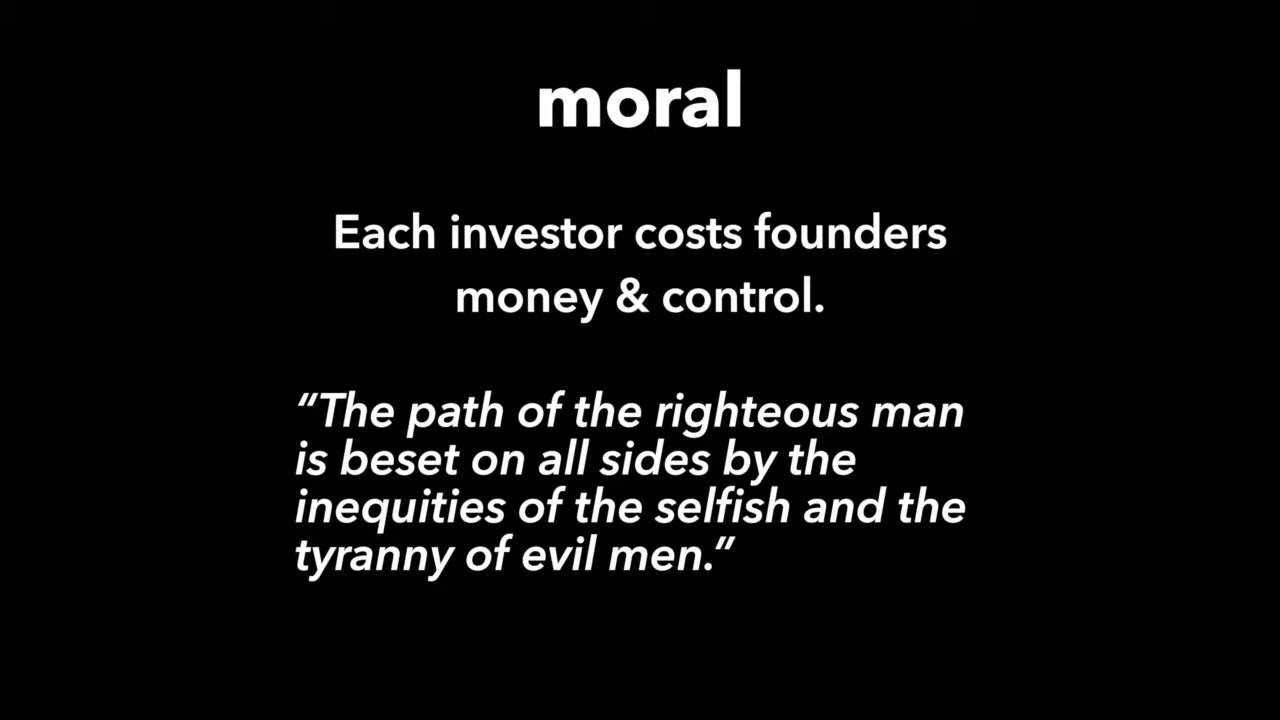 moral
Each investor costs founders
money & control.
“The path of the righteous man
is beset on all sides by the
inequities of the selfish and the
tyranny of evil men.”